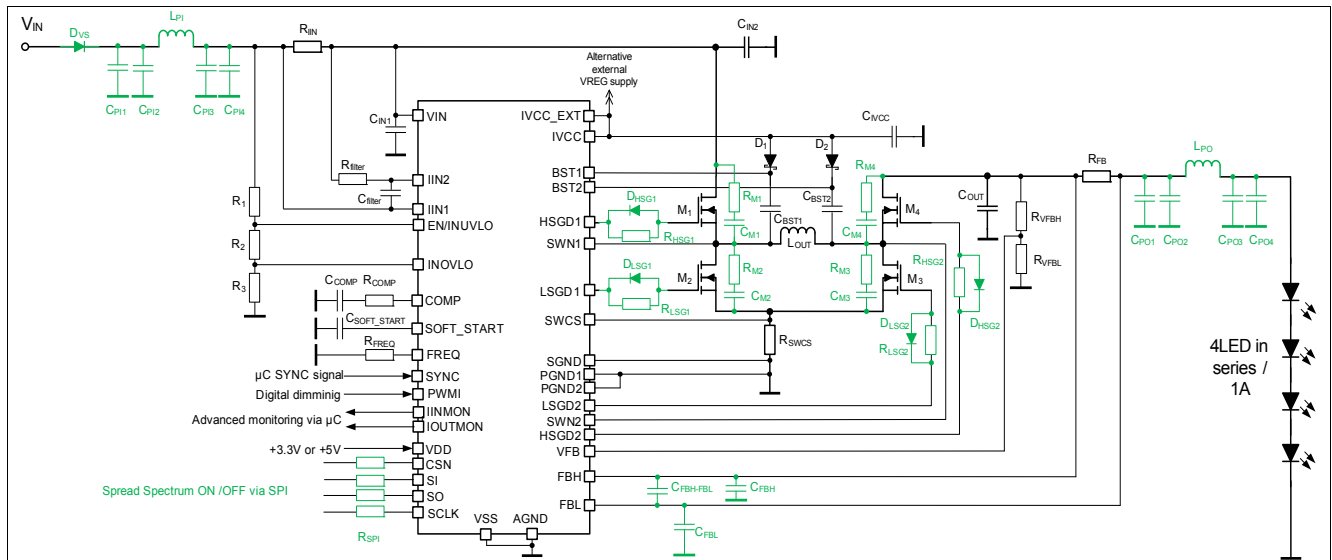 VIN
DVS
LPI
RIIN
CIN2
CPI1
CPI2
CPI3
CPI4
Alternative
external
VREG supply
CIN1
VIN
IVCC_EXT
IVCC
CIVCC
D1
D2
Rfilter
Cfilter
IIN2
IIN1
BST1
BST2
RM1
CM1
CBST1
CBST2
RM4
CM4
RFB
LPO
R1
EN/INUVLO
DHSG1
RHSG1
HSGD1
M1
M4
COUT
RVFBH
CPO1
CPO2
CPO3
CPO4
SWN1
LOUT
R2
INOVLO
DLSG1
RLSG1
LSGD1
M2
RM2
CM2
RM3
CM3
M3
RHSG2
DHSG2
RVFBL
R3
CCOMP
RCOMP
COMP
CSOFT_START
SOFT_START
SWCS
RSWCS
DLSG2
RLSG2
RFREQ
FREQ
SGND
PGND1
PGND2
µC SYNC signal
SYNC
Digital dimminig
PWMI
LSGD2
Advanced monitoring via µC
IINMON
IOUTMON
SWN2
HSGD2
+3.3V or +5V
VDD
VFB
CSN
SI
SO
SCLK
Spread Spectrum ON /OFF via SPI
RSPI
FBH
FBL
CFBH-FBL
CFBH
CFBL
VSS
AGND
4LED in
series /
1A